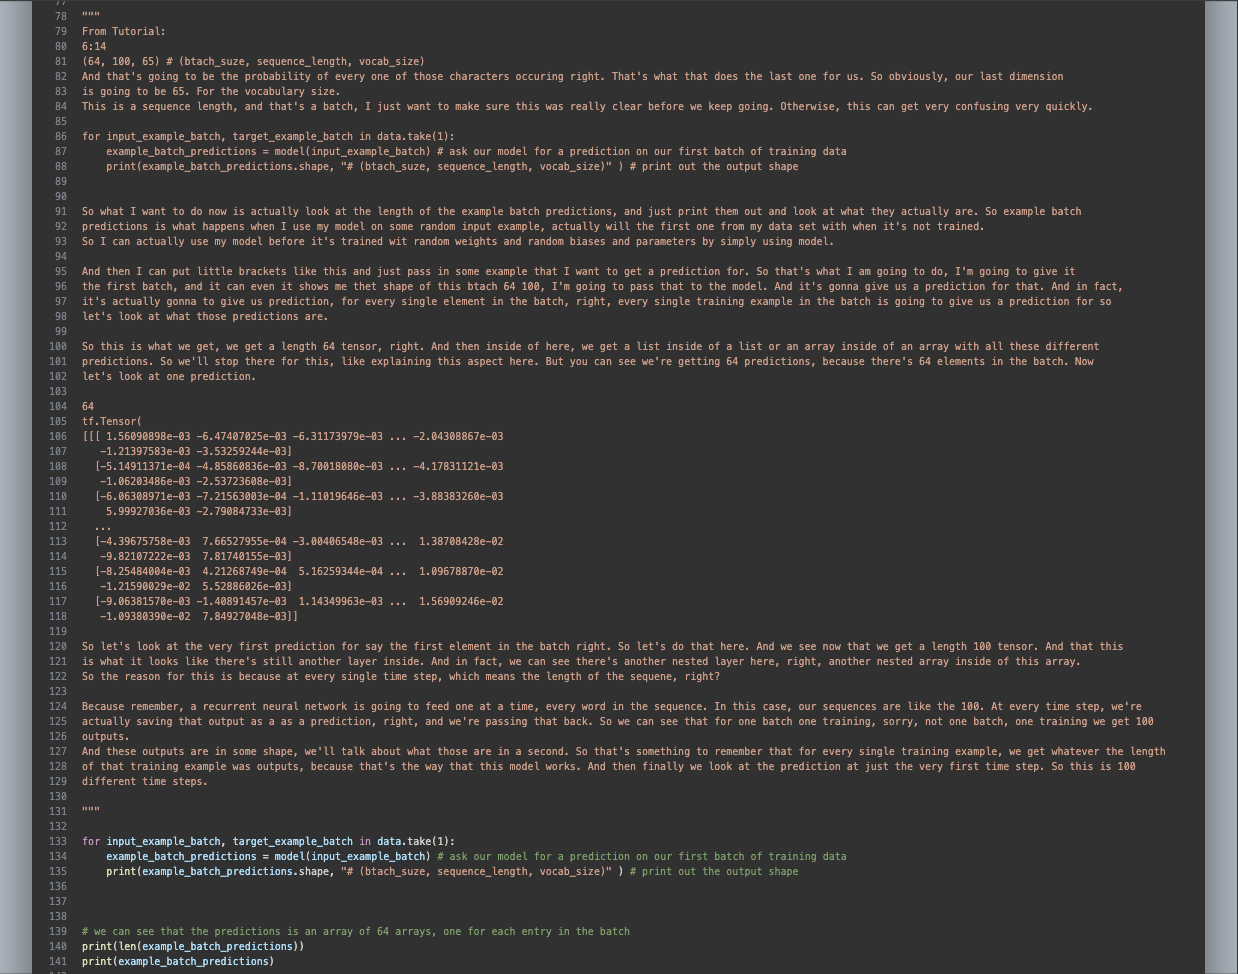 77
78 """
79 From Tutorial:
80 6:14
81 (64, 100, 65) # (btach_suze, sequence_length, vocab_size)
82 And that's going to be the probability of every one of those characters occuring right. That's what that does the last one for us. So obviously, our last dimension
83 is going to be 65. For the vocabulary size.
84 This is a sequence length, and that's a batch, I just want to make sure this was really clear before we keep going. Otherwise, this can get very confusing very quickly.
85
86 for input_example_batch, target_example_batch in data.take(1):
87     example_batch_predictions = model(input_example_batch) # ask our model for a prediction on our first batch of training data
88     print(example_batch_predictions.shape, "# (btach_suze, sequence_length, vocab_size)" ) # print out the output shape
89
90
91 So what I want to do now is actually look at the length of the example batch predictions, and just print them out and look at what they actually are. So example batch
92 predictions is what happens when I use my model on some random input example, actually will the first one from my data set with when it's not trained.
93 So I can actually use my model before it's trained wit random weights and random biases and parameters by simply using model.
94
95 And then I can put little brackets like this and just pass in some example that I want to get a prediction for. So that's what I am going to do, I'm going to give it
96 the first batch, and it can even it shows me thet shape of this btach 64 100, I'm going to pass that to the model. And it's gonna give us a prediction for that. And in fact,
97 it's actually gonna to give us prediction, for every single element in the batch, right, every single training example in the batch is going to give us a prediction for so
98 let's look at what those predictions are.
99
100 So this is what we get, we get a length 64 tensor, right. And then inside of here, we get a list inside of a list or an array inside of an array with all these different
101 predictions. So we'll stop there for this, like explaining this aspect here. But you can see we're getting 64 predictions, because there's 64 elements in the batch. Now
102 let's look at one prediction.
103
104 64
105 tf.Tensor(
106 [[[ 1.56090898e-03 -6.47407025e-03 -6.31173979e-03 ... -2.04308867e-03
107    -1.21397583e-03 -3.53259244e-03]
108   [-5.14911371e-04 -4.85860836e-03 -8.70018080e-03 ... -4.17831121e-03
109    -1.06203486e-03 -2.53723608e-03]
110   [-6.06308971e-03 -7.21563003e-04 -1.11019646e-03 ... -3.88383260e-03
111     5.99927036e-03 -2.79084733e-03]
112   ...
113   [-4.39675758e-03  7.66527955e-04 -3.00406548e-03 ...  1.38708428e-02
114    -9.82107222e-03  7.81740155e-03]
115   [-8.25484004e-03  4.21268749e-04  5.16259344e-04 ...  1.09678870e-02
116    -1.21590029e-02  5.52886026e-03]
117   [-9.06381570e-03 -1.40891457e-03  1.14349963e-03 ...  1.56909246e-02
118    -1.09380390e-02  7.84927048e-03]]
119
120 So let's look at the very first prediction for say the first element in the batch right. So let's do that here. And we see now that we get a length 100 tensor. And that this
121 is what it looks like there's still another layer inside. And in fact, we can see there's another nested layer here, right, another nested array inside of this array.
122 So the reason for this is because at every single time step, which means the length of the sequene, right?
123
124 Because remember, a recurrent neural network is going to feed one at a time, every word in the sequence. In this case, our sequences are like the 100. At every time step, we're
125 actually saving that output as a as a prediction, right, and we're passing that back. So we can see that for one batch one training, sorry, not one batch, one training we get 100
126 outputs.
127 And these outputs are in some shape, we'll talk about what those are in a second. So that's something to remember that for every single training example, we get whatever the length
128 of that training example was outputs, because that's the way that this model works. And then finally we look at the prediction at just the very first time step. So this is 100
129 different time steps.
130
131 """
132
133 for input_example_batch, target_example_batch in data.take(1):
134     example_batch_predictions = model(input_example_batch) # ask our model for a prediction on our first batch of training data
135     print(example_batch_predictions.shape, "# (btach_suze, sequence_length, vocab_size)" ) # print out the output shape
136
137
138
139 # we can see that the predictions is an array of 64 arrays, one for each entry in the batch
140 print(len(example_batch_predictions))
141 print(example_batch_predictions)